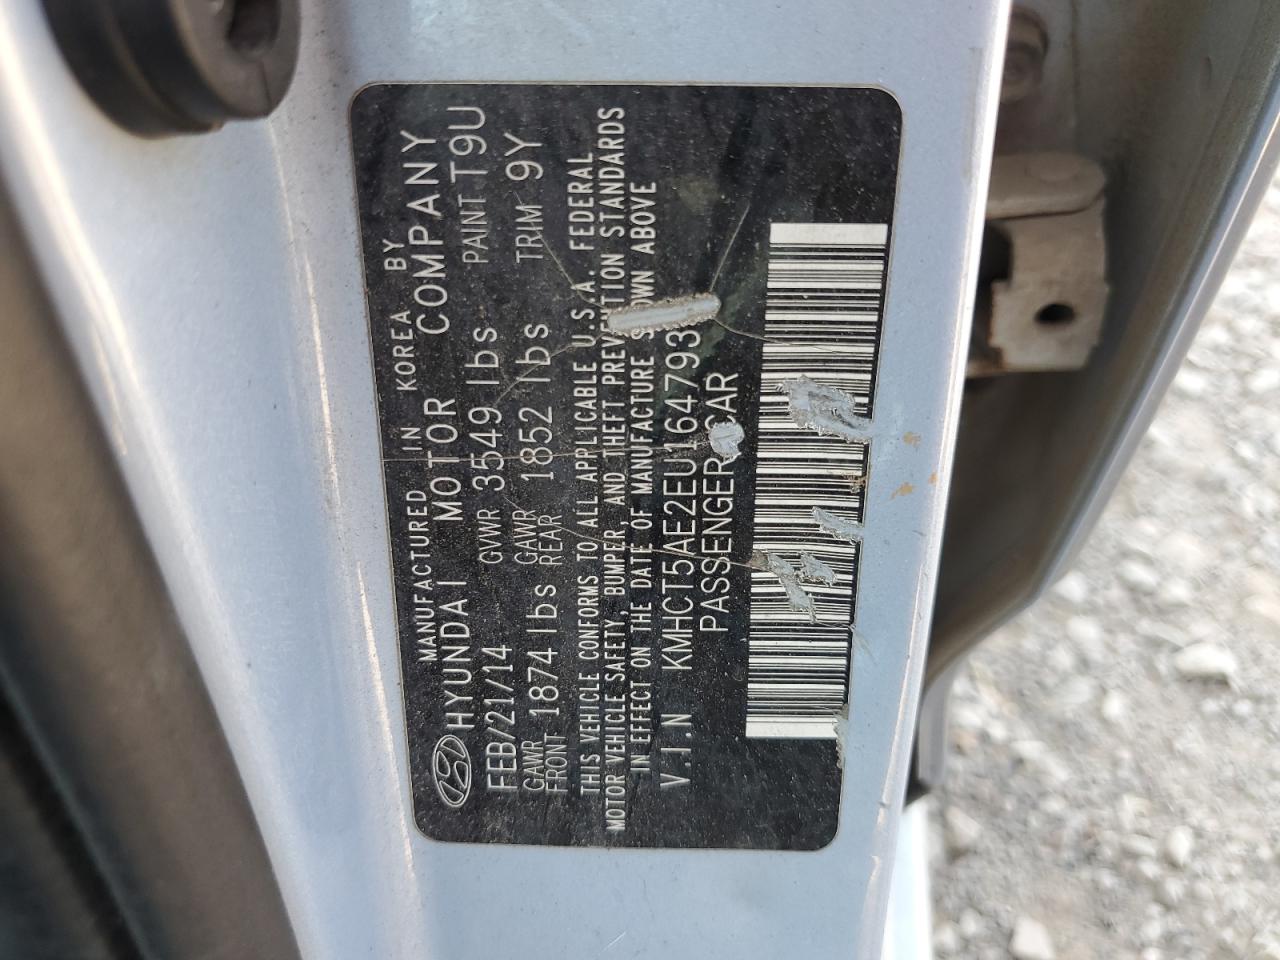 MANUFACTURED IN KOREA BY
HYUNDAI MOTOR COMPANY
FEB/21/14 GVWR 3549 lbs PAINT T9U
GAWR FRONT 1874 lbs GAWR REAR 1852 lbs TRIM 9Y
THIS VEHICLE CONFORMS TO ALL APPLICABLE U.S.A. FEDERAL
MOTOR VEHICLE SAFETY, BUMPER, AND THEFT PREVENTION STANDARDS
IN EFFECT ON THE DATE OF MANUFACTURE SHOWN ABOVE
V.I.N KMHCT5AE2EU164793
PASSENGER CAR